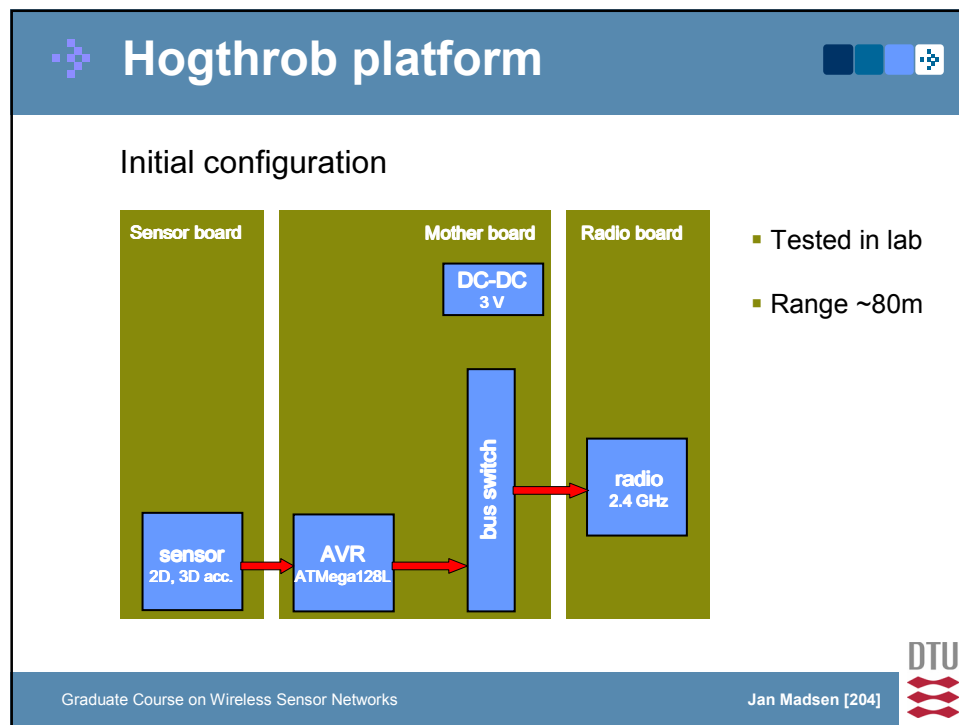 Hogthrob platform
Initial configuration
Sensor board
Mother board
Radio board
DC-DC
3 V
bus switch
radio
2.4 GHz
sensor
2D, 3D acc.
AVR
ATMega128L
▪ Tested in lab
▪ Range ~80m
Graduate Course on Wireless Sensor Networks
Jan Madsen [204]
DTU